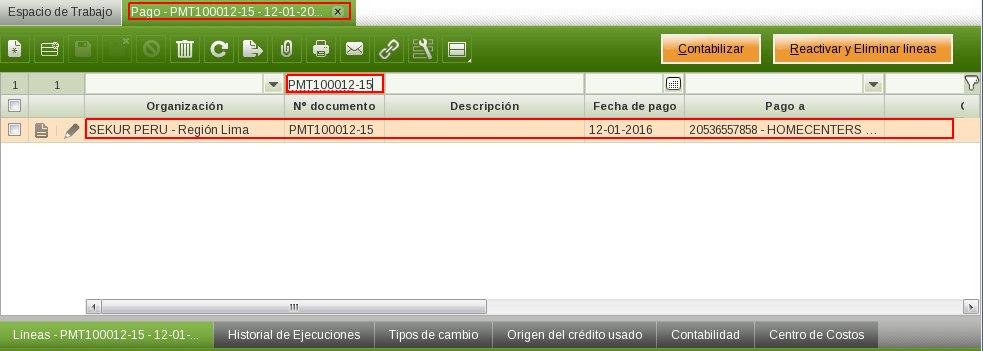 Espacio de Trabajo Pago - PMT100012-15 - 12-01-20... x
Contabilizar Reactivar y Eliminar lineas
1 1 PMT100012-15
Organización Nº documento Descripción Fecha de pago Pago a
SEKUR PERU - Región Lima PMT100012-15 12-01-2016 20536557858 - HOMECENTERS ...
Líneas - PMT100012-15 - 12-01-... Historial de Ejecuciones Tipos de cambio Origen del crédito usado Contabilidad Centro de Costos